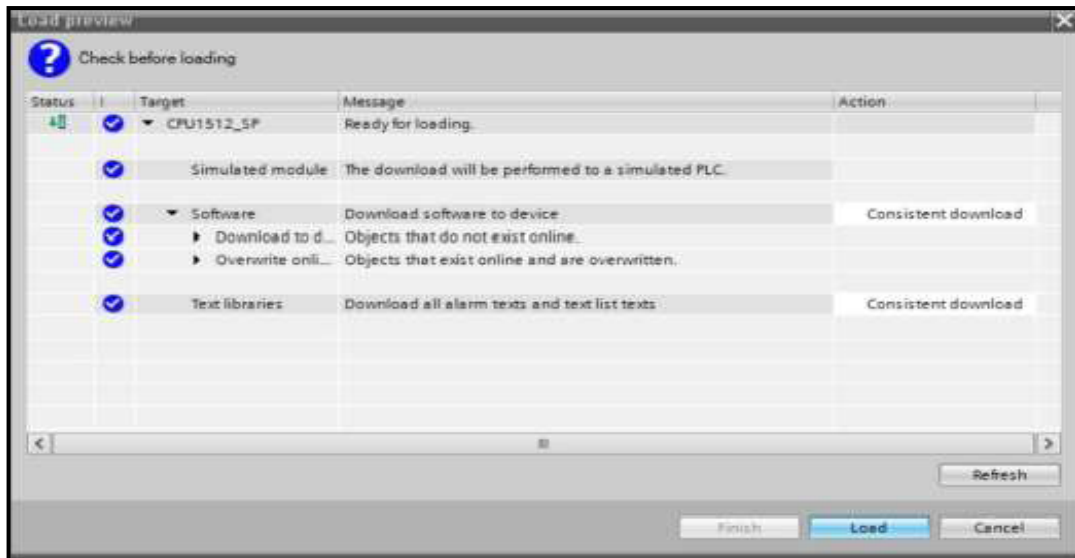 Load preview
Check before loading
Status ! Target Message Action
CPU1512_SP Ready for loading.
Simulated module The download will be performed to a simulated PLC.
Software Download software to device Consistent download
Download to d... Objects that do not exist online.
Overwrite onli... Objects that exist online and are overwritten.
Text libraries Download all alarm texts and text list texts Consistent download
Refresh
Finish Load Cancel